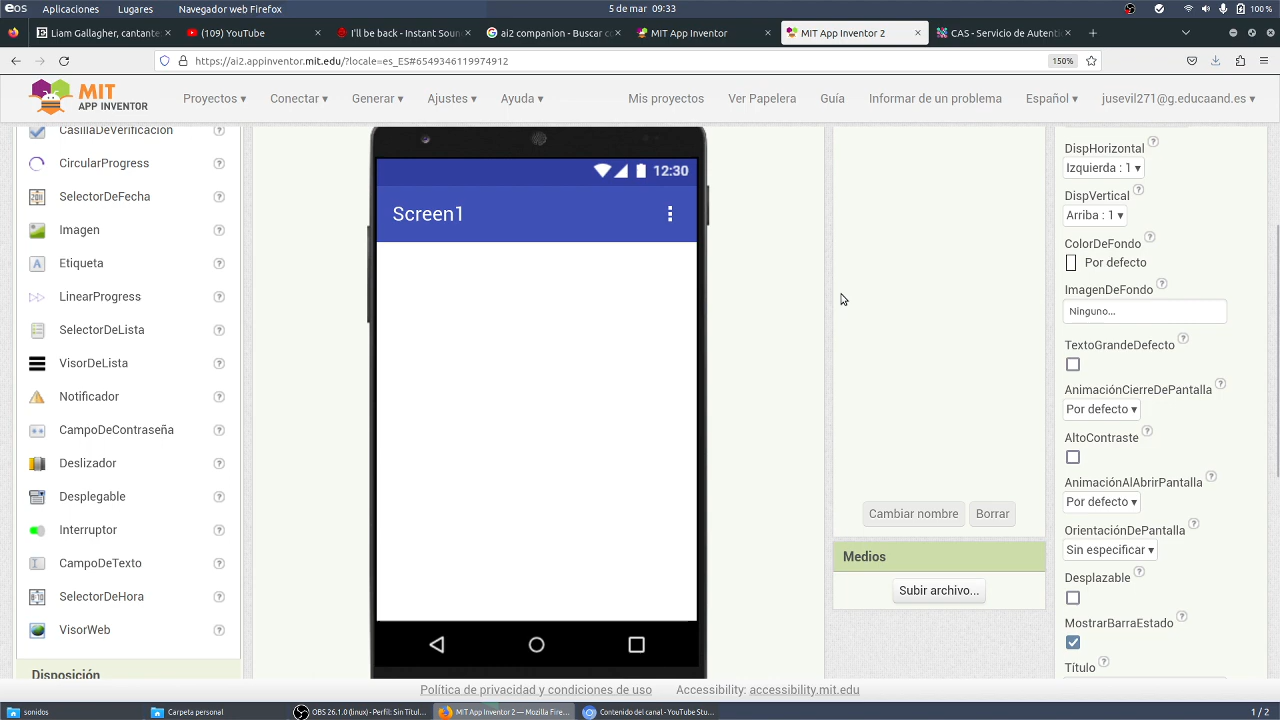 Aplicaciones Lugares Navegador web Firefox 5 de mar 09:33 100 %
Liam Gallagher, cantante (109) YouTube I'll be back - Instant Soun ai2 companion - Buscar co MIT App Inventor MIT App Inventor 2 CAS - Servicio de Autenti
https://ai2.appinventor.mit.edu/?locale=es_ES#6549346119974912 150%
MIT
APP INVENTOR
Proyectos Conectar Generar Ajustes Ayuda Mis proyectos Ver Papelera Guía Informar de un problema Español jusevil271@g.educaand.es
CasillaDeVerificación
CircularProgress
SelectorDeFecha
Imagen
Etiqueta
LinearProgress
SelectorDeLista
VisorDeLista
Notificador
CampoDeContraseña
Deslizador
Desplegable
Interruptor
CampoDeTexto
SelectorDeHora
VisorWeb
Disposición
12:30
Screen1
Cambiar nombre Borrar
Medios
Subir archivo...
DispHorizontal
Izquierda : 1
DispVertical
Arriba : 1
ColorDeFondo
Por defecto
ImagenDeFondo
Ninguno...
TextoGrandeDefecto
AnimaciónCierreDePantalla
Por defecto
AltoContraste
AnimaciónAlAbrirPantalla
Por defecto
OrientaciónDePantalla
Sin especificar
Desplazable
MostrarBarraEstado
Título
Política de privacidad y condiciones de uso Accessibility: accessibility.mit.edu
sonidos Carpeta personal OBS 26.1.0 (linux) - Perfil: Sin Títul... MIT App Inventor 2 — Mozilla Firef... Contenido del canal - YouTube Stu... 1 / 2